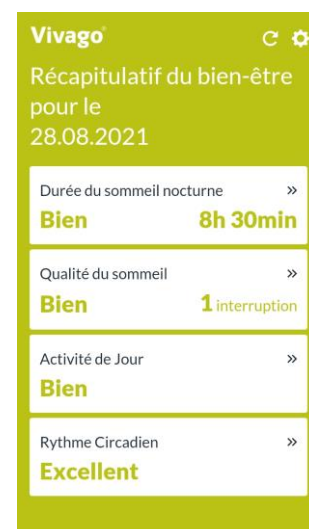 Vivago®
Récapitulatif du bien-être
pour le
28.08.2021
Durée du sommeil nocturne »
Bien 8h 30min
Qualité du sommeil »
Bien 1 interruption
Activité de Jour »
Bien
Rythme Circadien »
Excellent